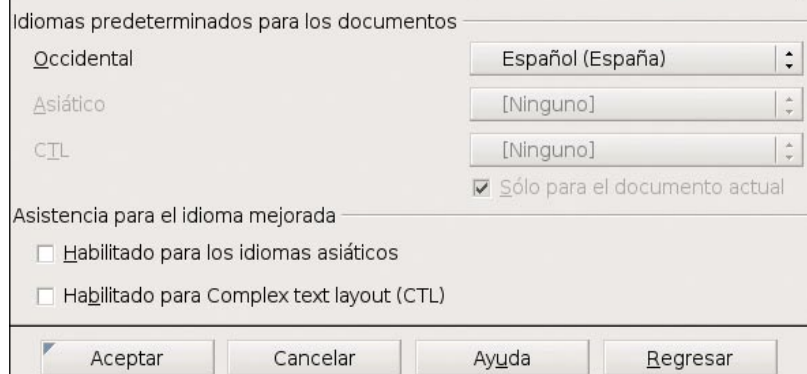 Idiomas predeterminados para los documentos
Occidental Español (España)
Asiático [Ninguno]
CTL [Ninguno]
Sólo para el documento actual
Asistencia para el idioma mejorada
Habilitado para los idiomas asiáticos
Habilitado para Complex text layout (CTL)
Aceptar Cancelar Ayuda Regresar